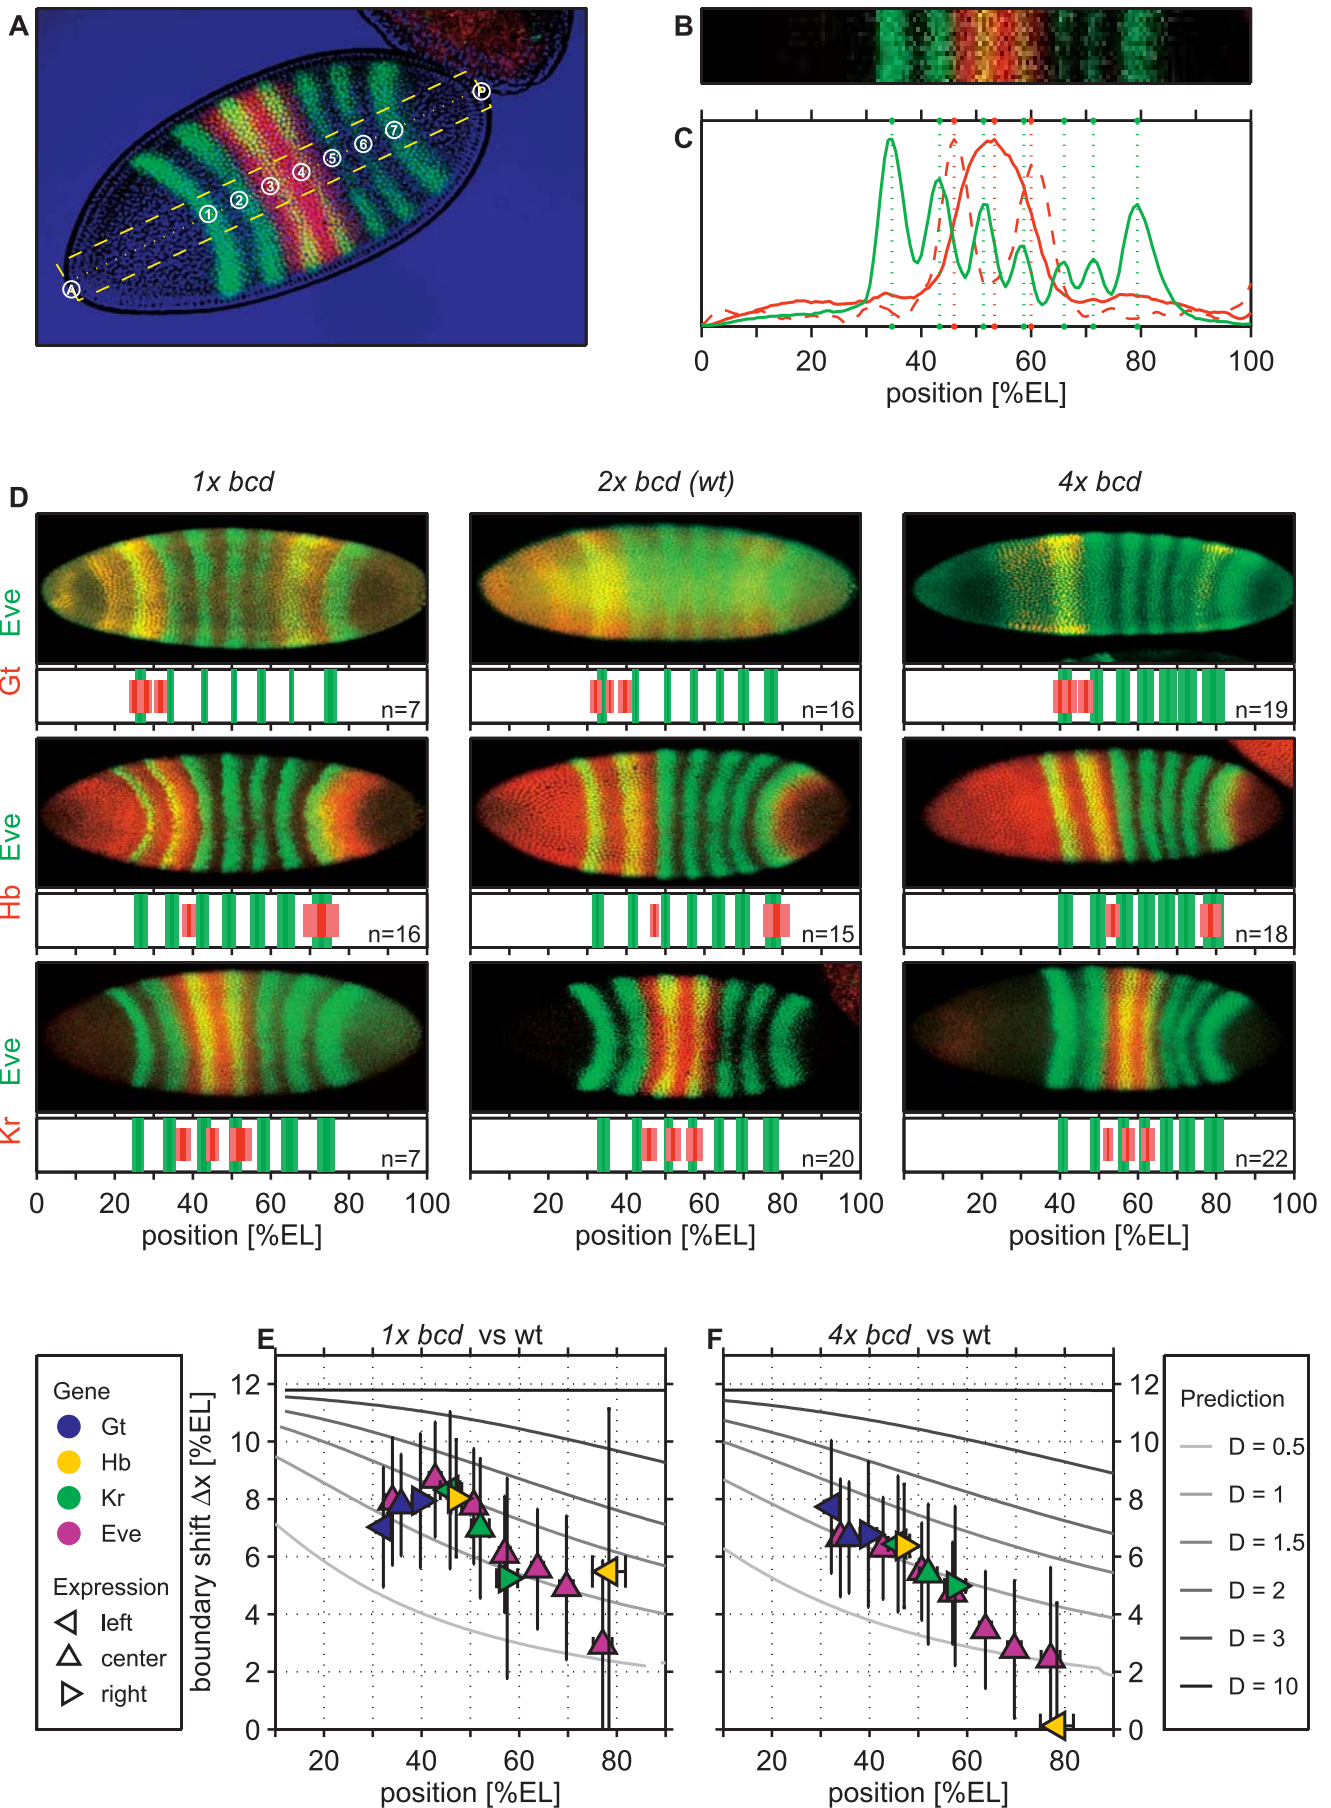 A
1
2
3
4
5
6
7
A
P
B
C
0 20 40 60 80 100
position [%EL]
D
1x bcd
2x bcd (wt)
4x bcd
Gt Eve
n=7
n=16
n=19
Hb Eve
n=16
n=15
n=18
Kr Eve
n=7
n=20
n=22
0 20 40 60 80 100
20 40 60 80 100
20 40 60 80 100
position [%EL]
position [%EL]
position [%EL]
Gene
Gt
Hb
Kr
Eve
Expression
left
center
right
E
1x bcd vs wt
boundary shift Δx [%EL]
12
10
8
6
4
2
0
20 40 60 80
position [%EL]
F
4x bcd vs wt
12
10
8
6
4
2
0
20 40 60 80
position [%EL]
Prediction
D = 0.5
D = 1
D = 1.5
D = 2
D = 3
D = 10